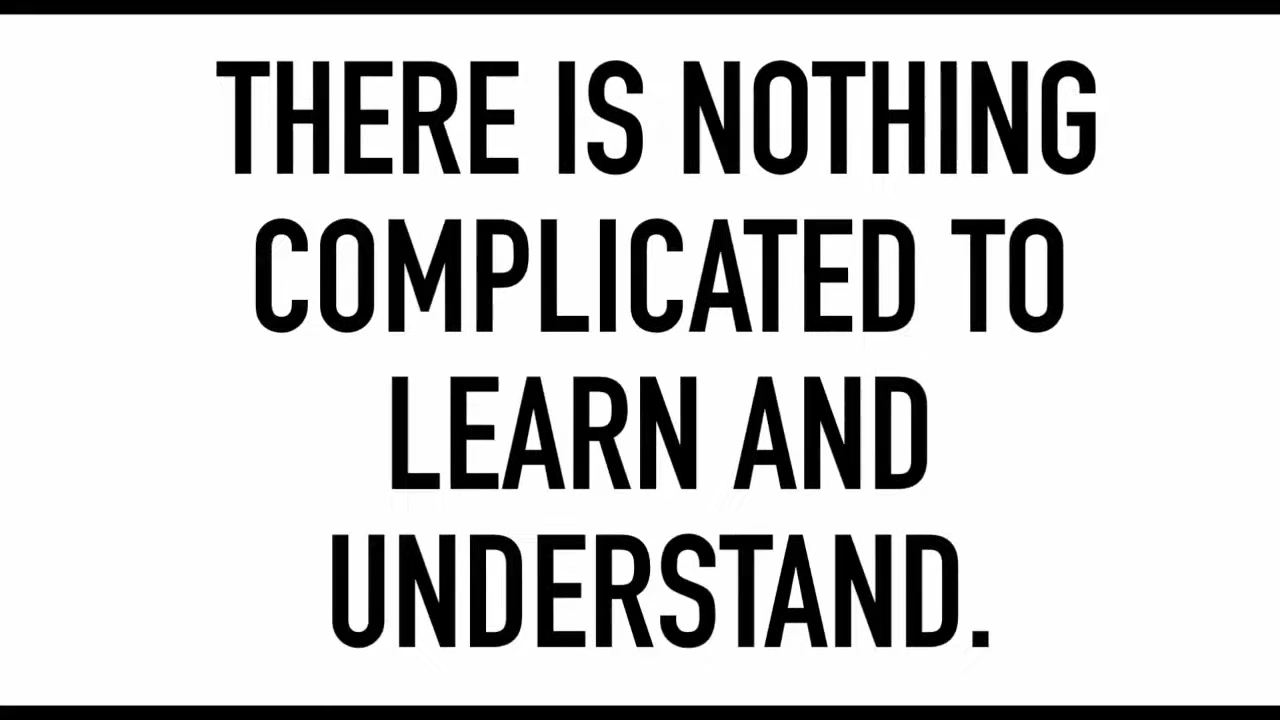 THERE IS NOTHING
COMPLICATED TO
LEARN AND
UNDERSTAND.